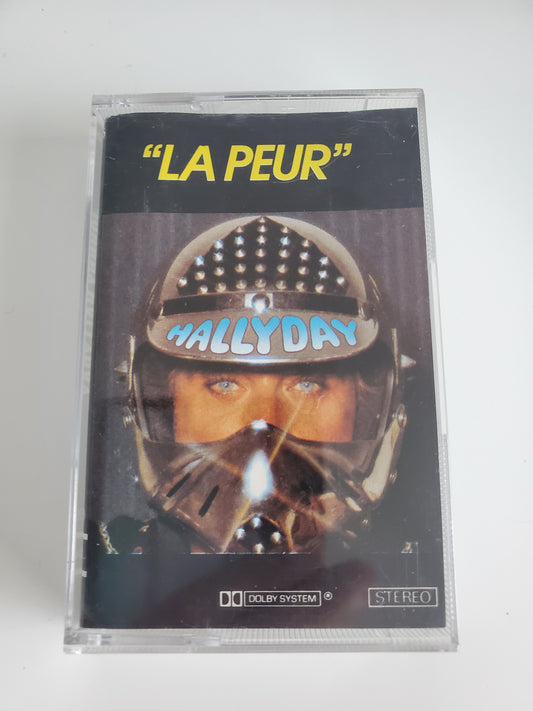 “LA PEUR”
HALLYDAY
DOLBY SYSTEM ®
STEREO